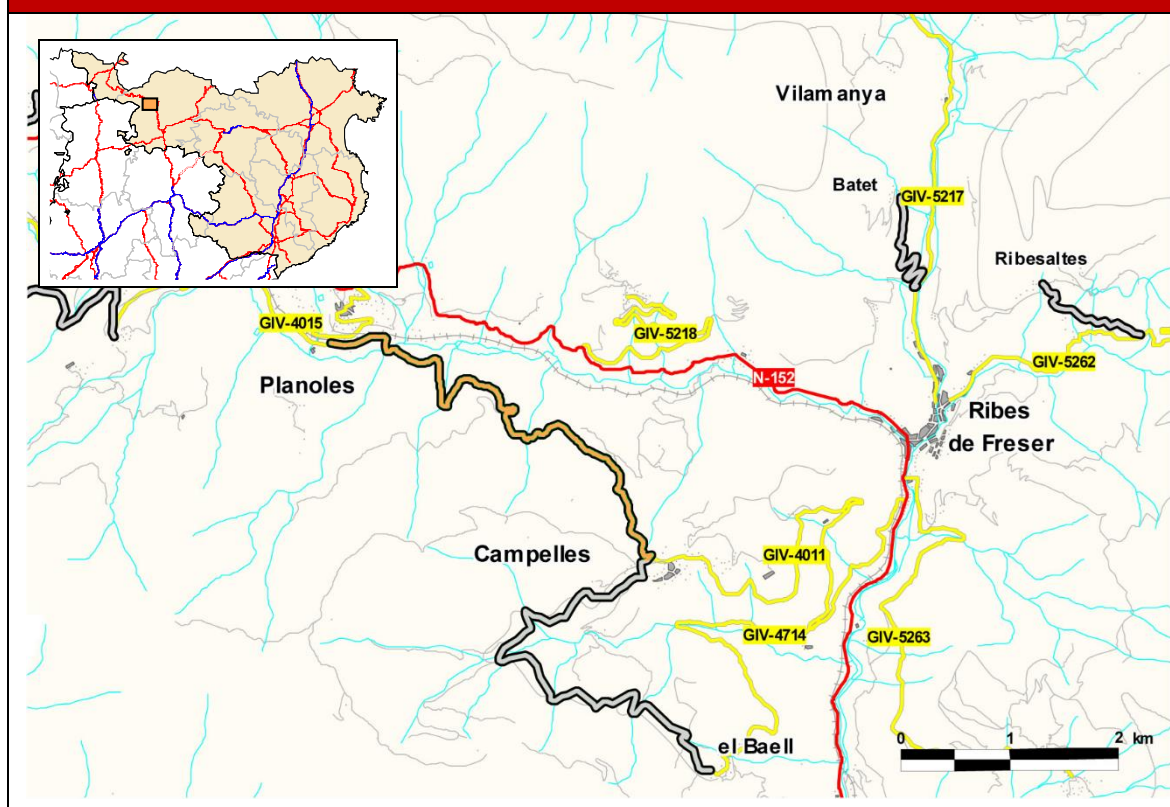 Vilamanya
Batet
GIV-5217
Ribesaltes
GIV-4015
GIV-5218
GIV-5262
Planoles
N-152
Ribes
de Freser
Campelles
GIV-4011
GIV-4714
GIV-5263
el Baell
0 1 2 km